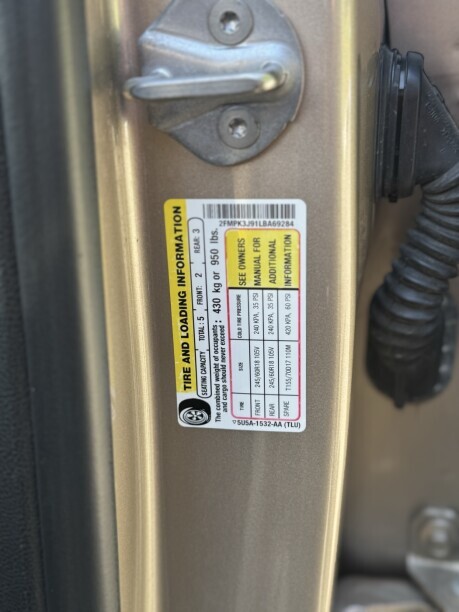 2FMPK3J91LBA69284
TIRE AND LOADING INFORMATION
SEATING CAPACITY TOTAL: 5 FRONT: 2 REAR: 3
The combined weight of occupants and cargo should never exceed: 430 kg or 950 lbs.
TIRE SIZE COLD TIRE PRESSURE
FRONT 245/60R18 105V 240 KPA, 35 PSI
REAR 245/60R18 105V 240 KPA, 35 PSI
SPARE T155/70D17 110M 420 KPA, 60 PSI
SEE OWNERS
MANUAL FOR
ADDITIONAL
INFORMATION
5U5A-1532-AA (TLU)